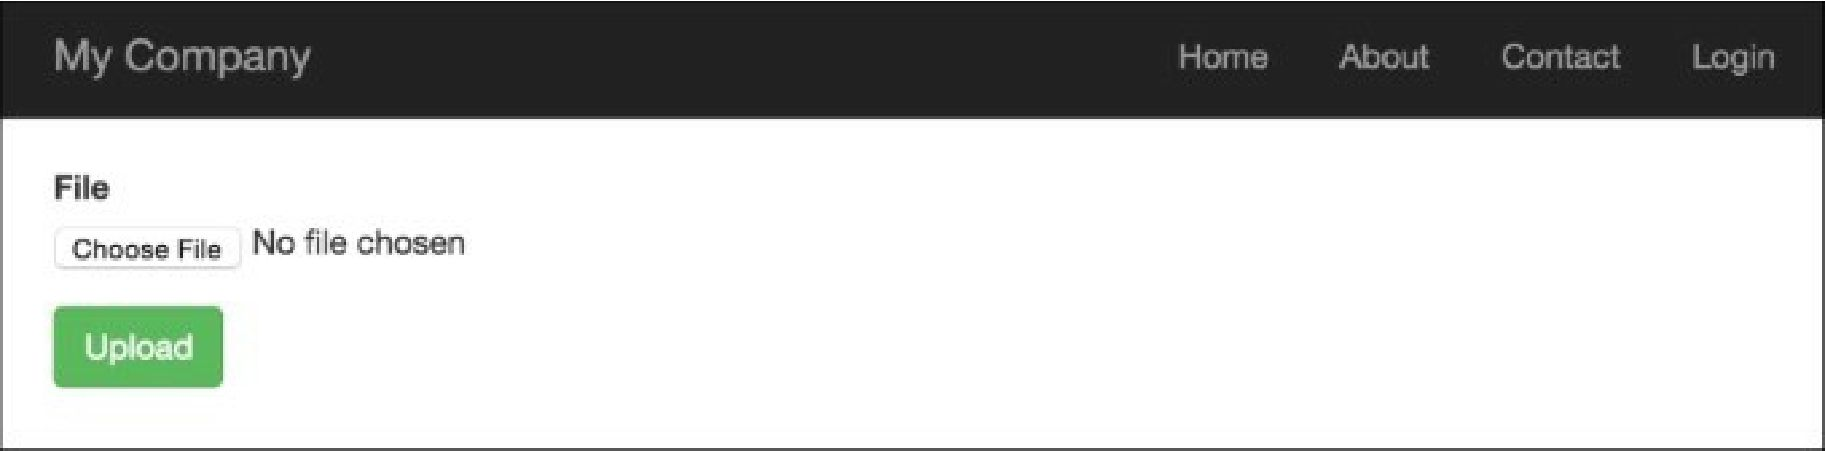 My Company Home About Contact Login
File
Choose File No file chosen
Upload